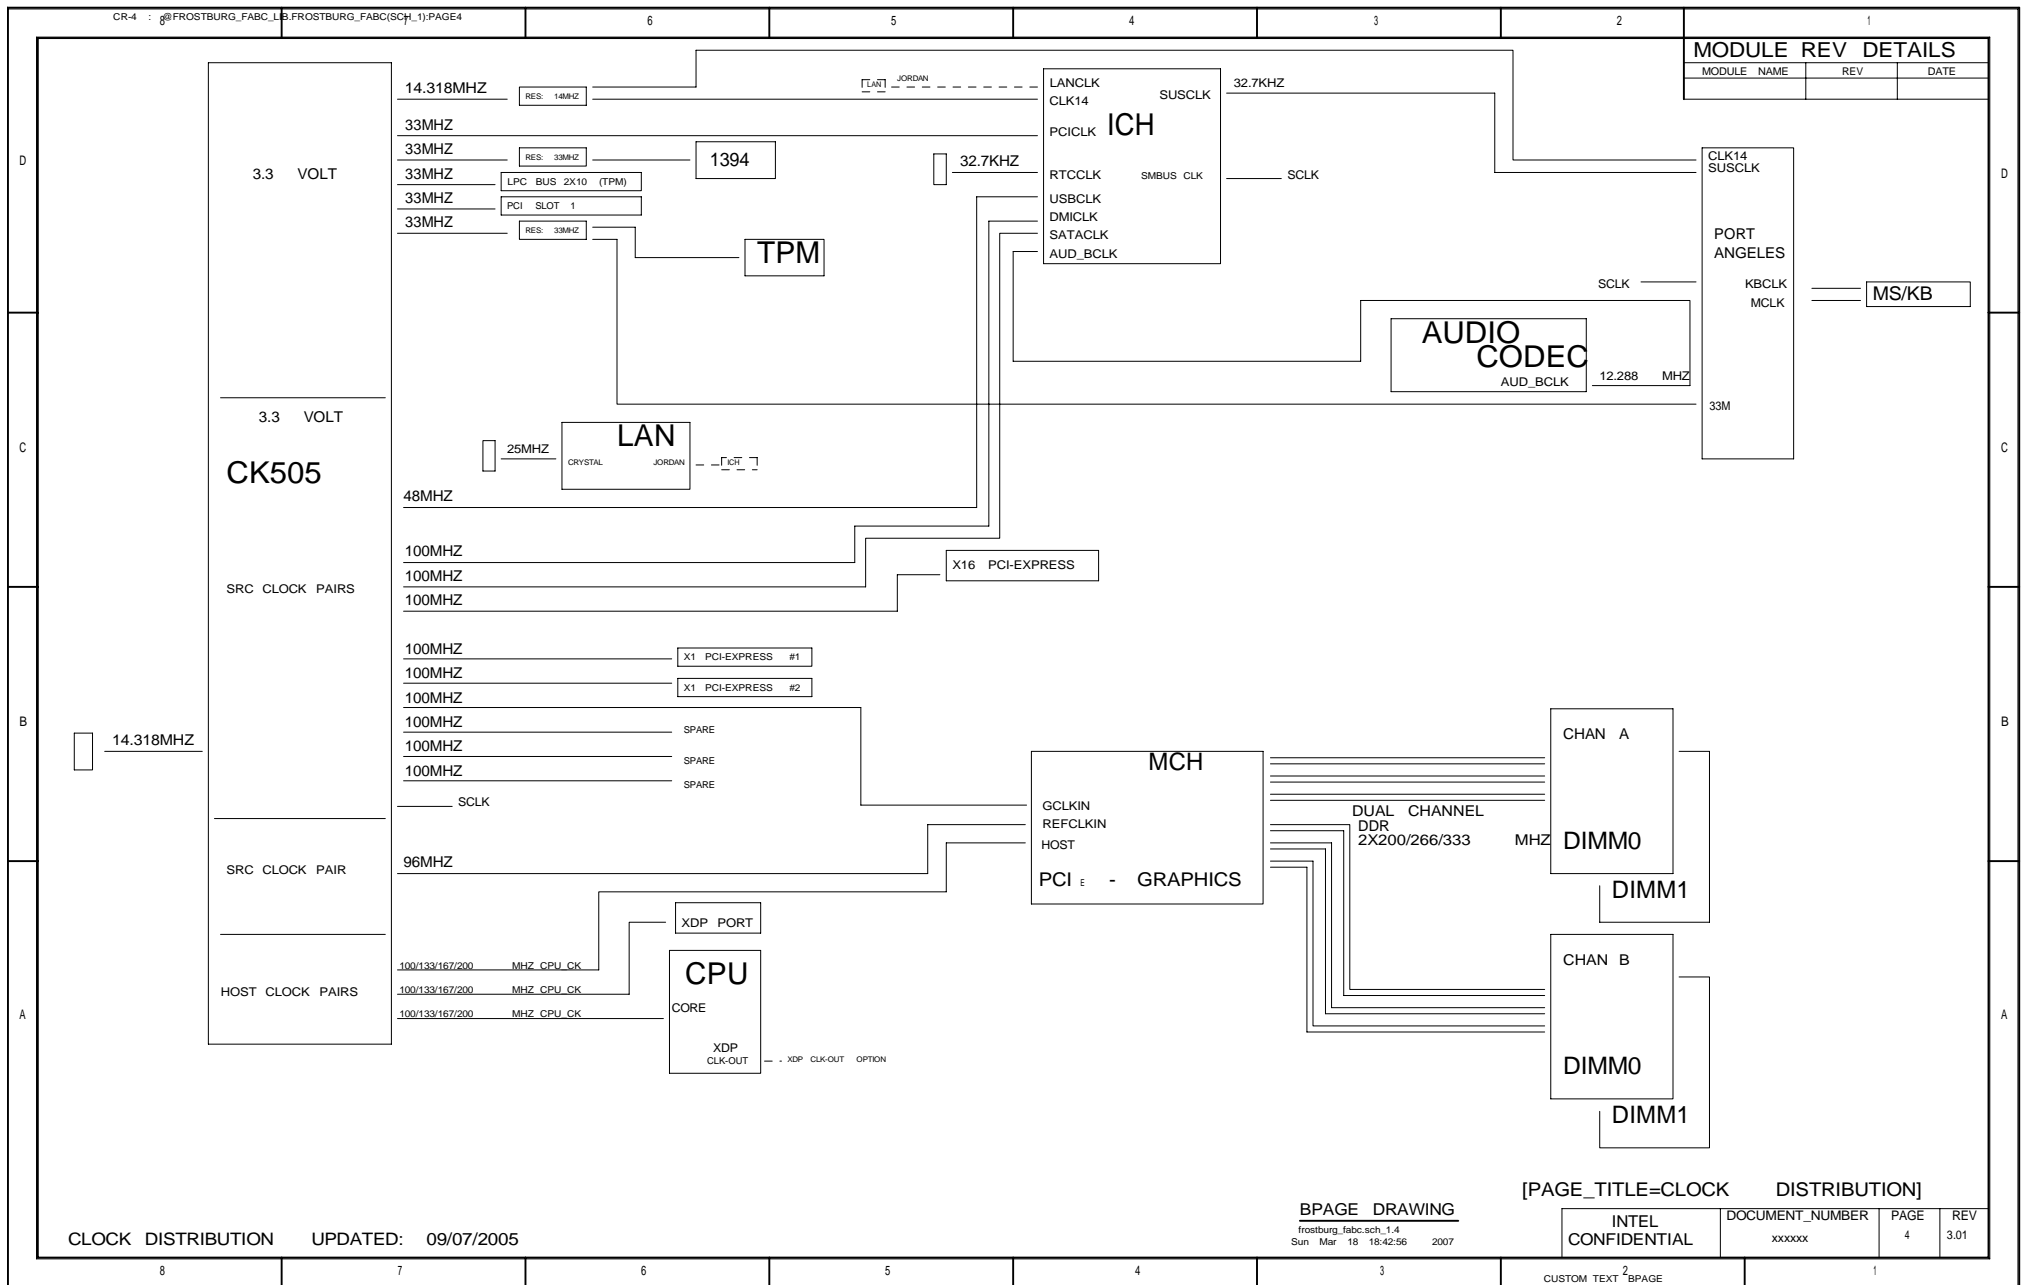 CR-4 : @FROSTBURG_FABC_LIB.FROSTBURG_FABC(SCH_1):PAGE4
8 7 6 5 4 3 2 1
MODULE REV DETAILS
MODULE NAME REV DATE
D
D
C
C
B
B
A
A
3.3 VOLT
3.3 VOLT
CK505
SRC CLOCK PAIRS
SRC CLOCK PAIR
HOST CLOCK PAIRS
14.318MHZ
14.318MHZ
RES: 14MHZ
33MHZ
33MHZ
RES: 33MHZ
1394
33MHZ
LPC BUS 2X10 (TPM)
33MHZ
PCI SLOT 1
33MHZ
RES: 33MHZ
TPM
LAN
JORDAN
LANCLK
CLK14
PCICLK
ICH
SUSCLK
32.7KHZ
32.7KHZ
RTCCLK
SMBUS CLK
SCLK
USBCLK
DMICLK
SATACLK
AUD_BCLK
CLK14
SUSCLK
PORT
ANGELES
SCLK
KBCLK
MCLK
MS/KB
33M
AUDIO
CODEC
AUD_BCLK
12.288 MHZ
25MHZ
LAN
CRYSTAL
JORDAN
ICH
48MHZ
100MHZ
100MHZ
100MHZ
X16 PCI-EXPRESS
100MHZ
X1 PCI-EXPRESS #1
100MHZ
X1 PCI-EXPRESS #2
100MHZ
100MHZ
SPARE
100MHZ
SPARE
100MHZ
SPARE
SCLK
96MHZ
MCH
GCLKIN
REFCLKIN
HOST
PCI E - GRAPHICS
DUAL CHANNEL
DDR
2X200/266/333 MHZ
CHAN A
DIMM0
DIMM1
CHAN B
DIMM0
DIMM1
100/133/167/200 MHZ CPU_CK
100/133/167/200 MHZ CPU_CK
100/133/167/200 MHZ CPU_CK
XDP PORT
CPU
CORE
XDP
CLK-OUT
XDP CLK-OUT OPTION
CLOCK DISTRIBUTION UPDATED: 09/07/2005
BPAGE DRAWING
frostburg_fabc.sch_1.4
Sun Mar 18 18:42:56 2007
[PAGE_TITLE=CLOCK DISTRIBUTION]
INTEL
CONFIDENTIAL
DOCUMENT_NUMBER
xxxxxx
PAGE
4
REV
3.01
8 7 6 5 4 3 2 1
CUSTOM TEXT BPAGE